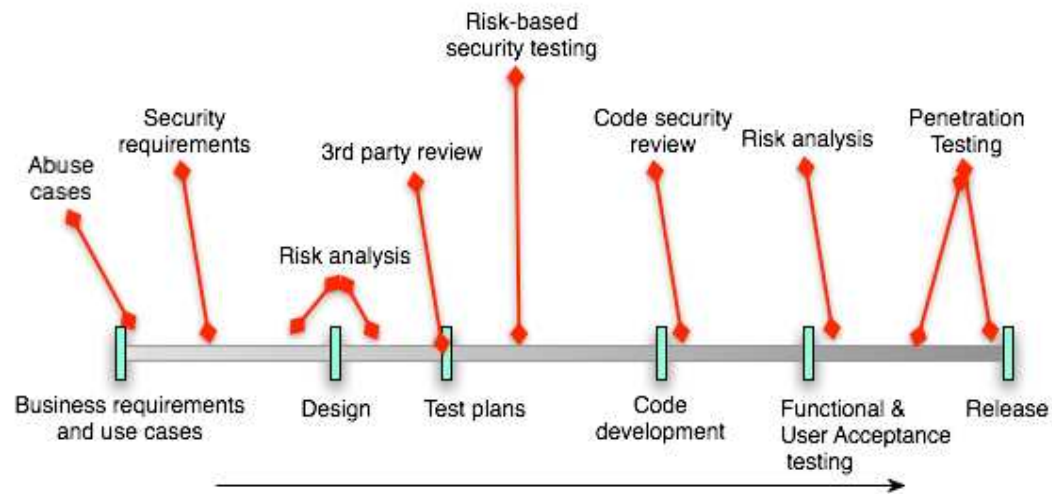 Risk-based
security testing
Security
requirements
Code security
review
Penetration
Testing
Risk analysis
3rd party review
Abuse
cases
Risk analysis
Business requirements
and use cases
Design
Test plans
Code
development
Functional &
User Acceptance
testing
Release